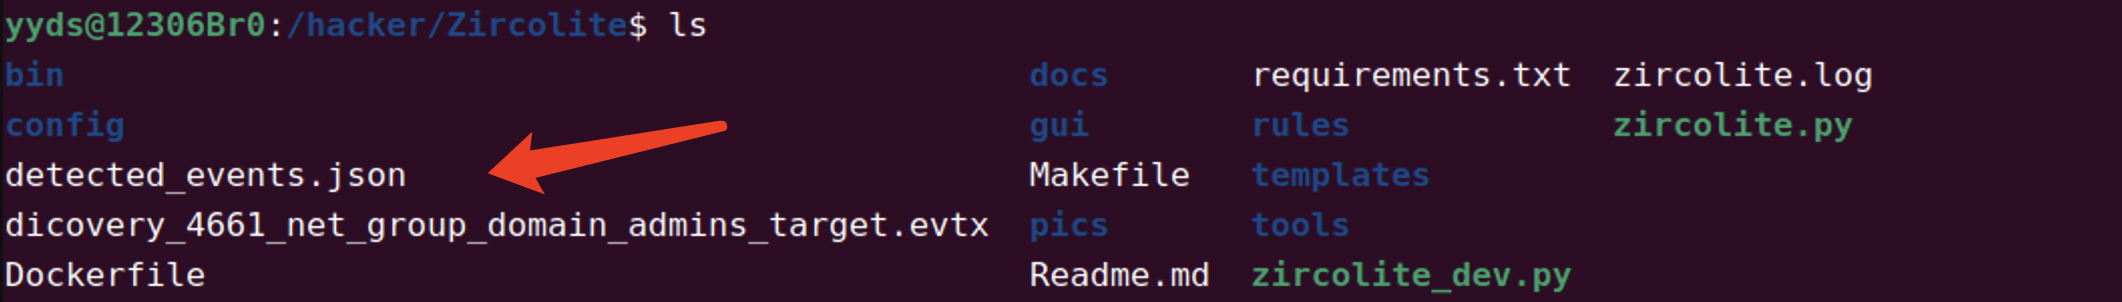 yyds@12306Br0:/hacker/Zircolite$ ls
bin docs requirements.txt zircolite.log
config gui rules zircolite.py
detected_events.json Makefile templates
dicovery_4661_net_group_domain_admins_target.evtx pics tools
Dockerfile Readme.md zircolite_dev.py